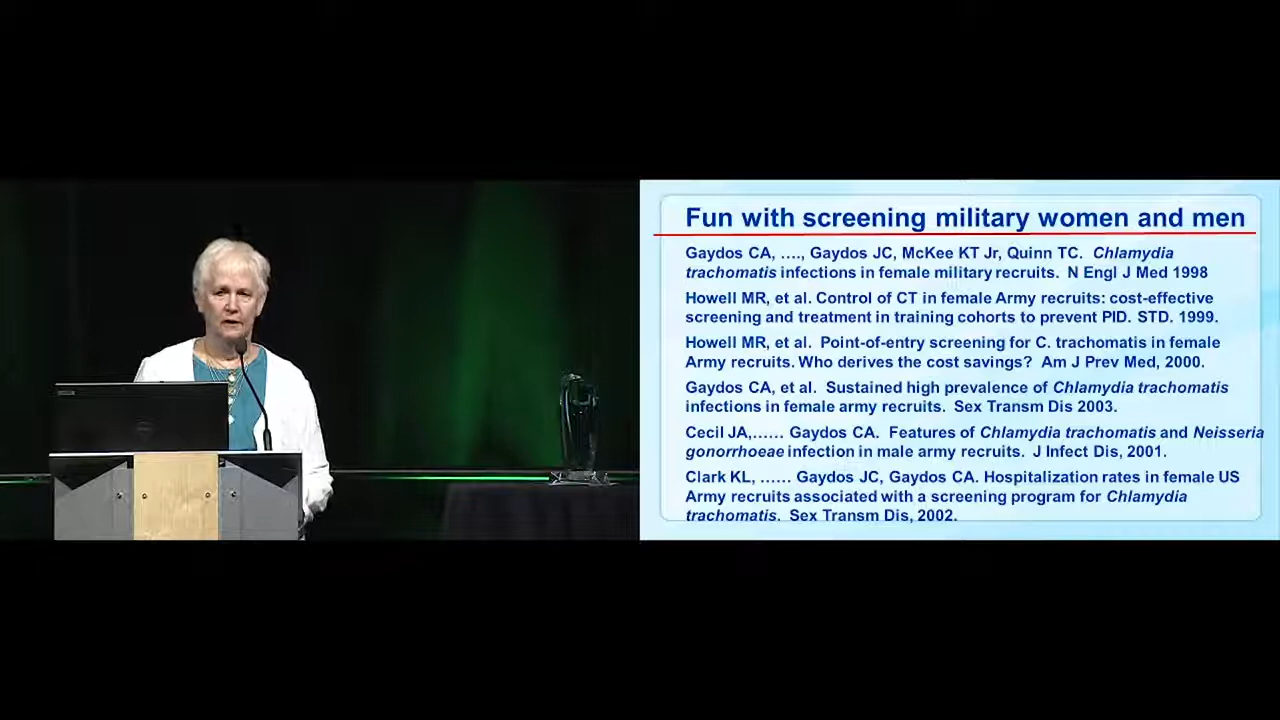 Fun with screening military women and men
Gaydos CA, …., Gaydos JC, McKee KT Jr, Quinn TC. Chlamydia
trachomatis infections in female military recruits. N Engl J Med 1998
Howell MR, et al. Control of CT in female Army recruits: cost-effective
screening and treatment in training cohorts to prevent PID. STD. 1999.
Howell MR, et al. Point-of-entry screening for C. trachomatis in female
Army recruits. Who derives the cost savings? Am J Prev Med, 2000.
Gaydos CA, et al. Sustained high prevalence of Chlamydia trachomatis
infections in female army recruits. Sex Transm Dis 2003.
Cecil JA,…… Gaydos CA. Features of Chlamydia trachomatis and Neisseria
gonorrhoeae infection in male army recruits. J Infect Dis, 2001.
Clark KL, …… Gaydos JC, Gaydos CA. Hospitalization rates in female US
Army recruits associated with a screening program for Chlamydia
trachomatis. Sex Transm Dis, 2002.